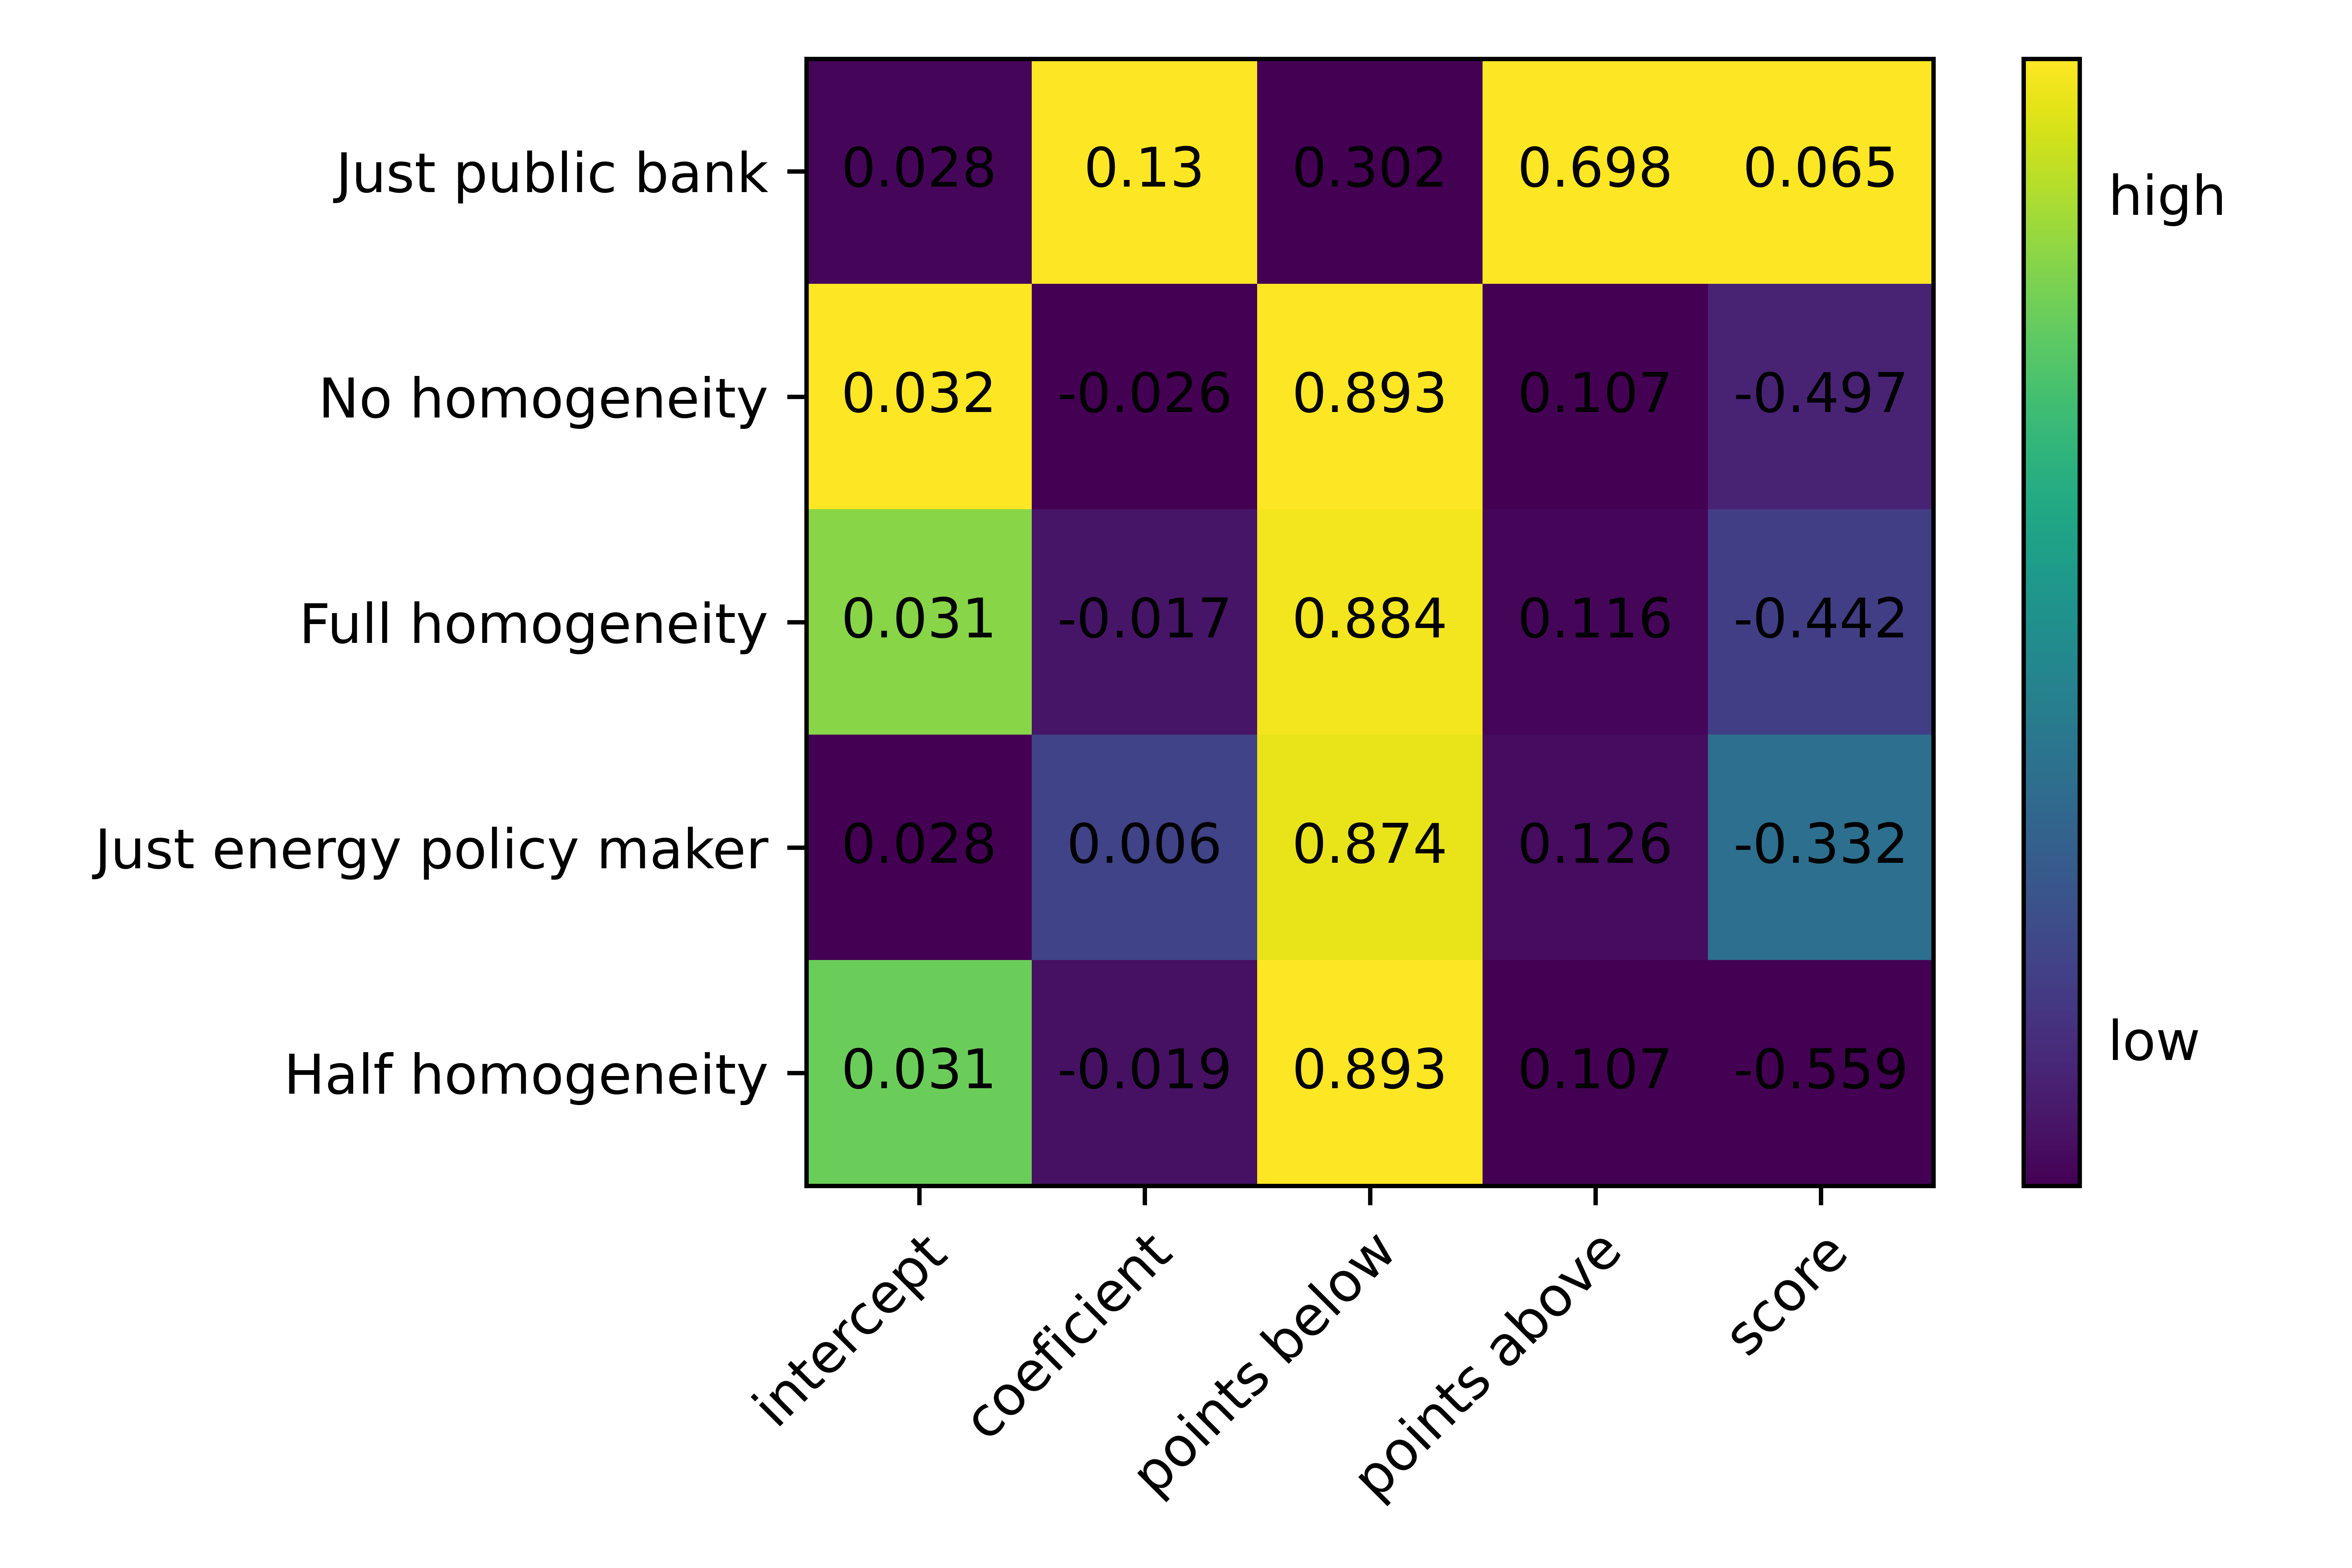 Just public bank 0.028 0.13 0.302 0.698 0.065
high
No homogeneity 0.032 -0.026 0.893 0.107 -0.497
Full homogeneity 0.031 -0.017 0.884 0.116 -0.442
Just energy policy maker 0.028 0.006 0.874 0.126 -0.332
low
Half homogeneity 0.031 -0.019 0.893 0.107 -0.559
intercept
coeficient
points below
points above
score